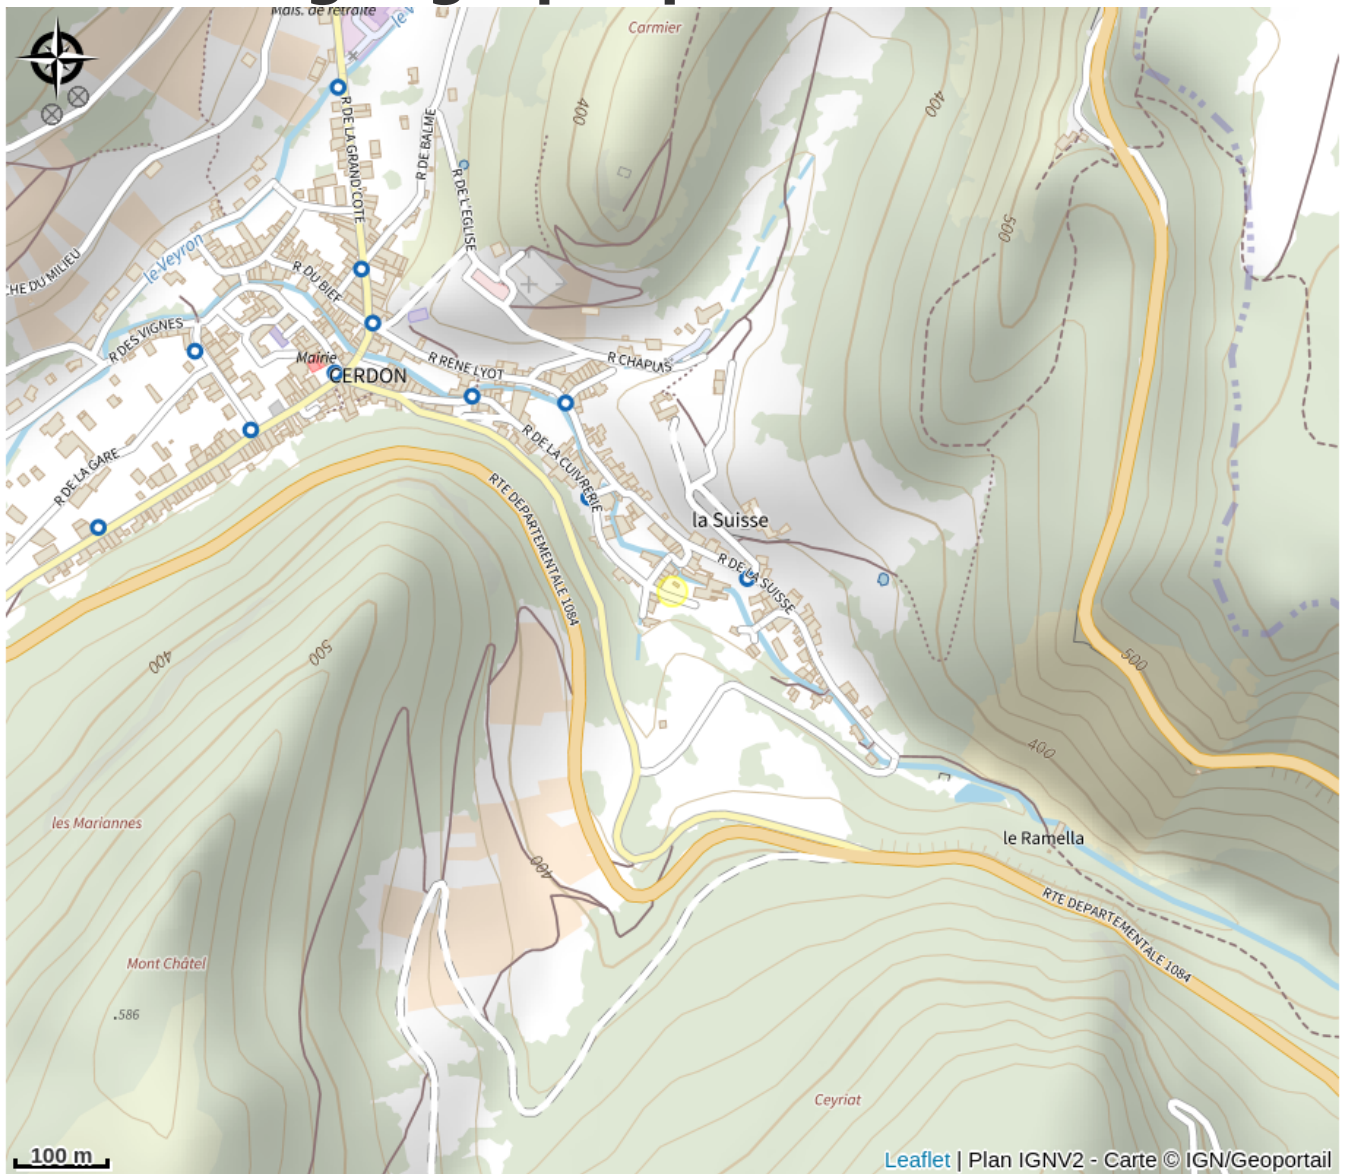 Mais. de retraite
le V
Carmier
400
400
R DE LA GRAND'COTE
R DE BALME
R DE L'EGLISE
500
le Veyron
CHE DU MILIEU
R DU BIEF
R DES VIGNES
Mairie
CERDON
R RENE LYOT
R CHAPUIS
R DE LA GARE
R DE LA CUIVRERIE
RTE DEPARTEMENTALE 1084
la Suisse
R DE LA SUISSE
400
500
500
400
les Mariannes
le Ramella
400
RTE DEPARTEMENTALE 1084
Mont Châtel
.586
Ceyriat
100 m
Leaflet | Plan IGNV2 - Carte © IGN/Geoportail